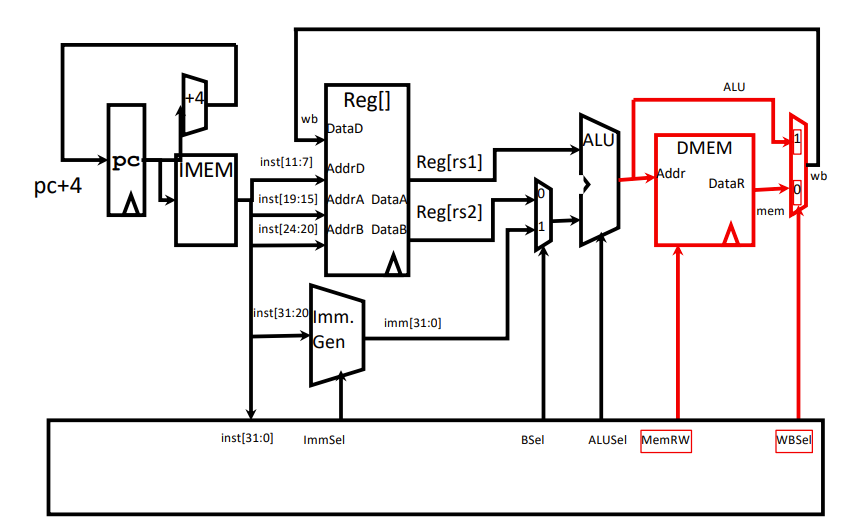 ALU
+4
Reg[]
wb
DataD
ALU
1
pc
IMEM
inst[11:7]
AddrD
Reg[rs1]
DMEM
Addr
DataR
wb
pc+4
inst[19:15]
AddrA
DataA
0
0
inst[24:20]
AddrB
DataB
Reg[rs2]
1
mem
inst[31:20
Imm.
Gen
imm[31:0]
inst[31:0]
ImmSel
BSel
ALUSel
MemRW
WBSel